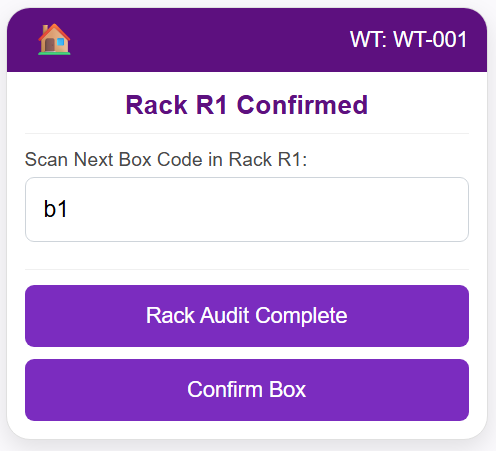 WT: WT-001
Rack R1 Confirmed
Scan Next Box Code in Rack R1:
b1
Rack Audit Complete
Confirm Box